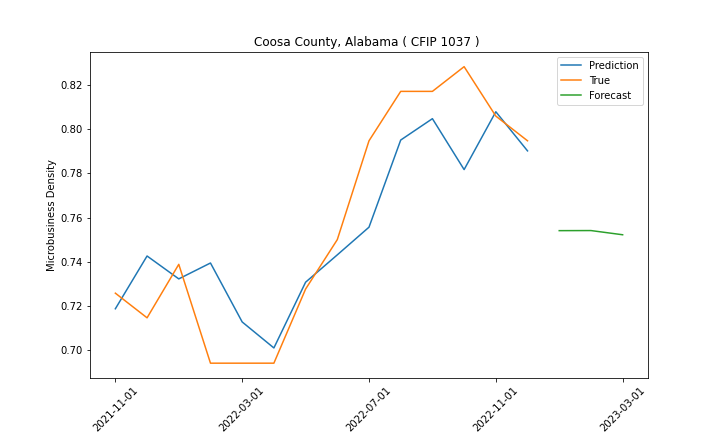 Coosa County, Alabama ( CFIP 1037 )
Prediction
True
Forecast
Microbusiness Density
0.82
0.80
0.78
0.76
0.74
0.72
0.70
2021-11-01
2022-03-01
2022-07-01
2022-11-01
2023-03-01